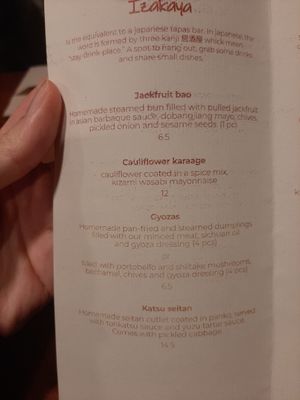 Izakaya
Is the equivalent to a japanese tapas bar. In japanese, the
word is formed by three kanji 居酒屋 which mean
"stay-drink-place." A spot to hang out, grab some drinks
and share small dishes.
Jackfruit bao
Homemade steamed bun filled with pulled jackfruit
in asian barbaque sauce, dobanjiang mayo, chives,
pickled onion and sesame seeds. (1 pc)
6.5
Cauliflower karaage
cauliflower coated in a spice mix,
kizami wasabi mayonnaise
12
Gyozas
Homemade pan-fried and steamed dumplings
filled with our minced meat, sichuan oil
and gyoza dressing (4 pcs)
or
filled with portobello and shiitake mushrooms,
bechamel, chives and gyoza dressing (4 pcs)
6.5
Katsu seitan
Homemade seitan cutlet coated in panko, served
with tonkatsu sauce and yuzu tartar sauce.
Comes with pickled cabbage
14.5